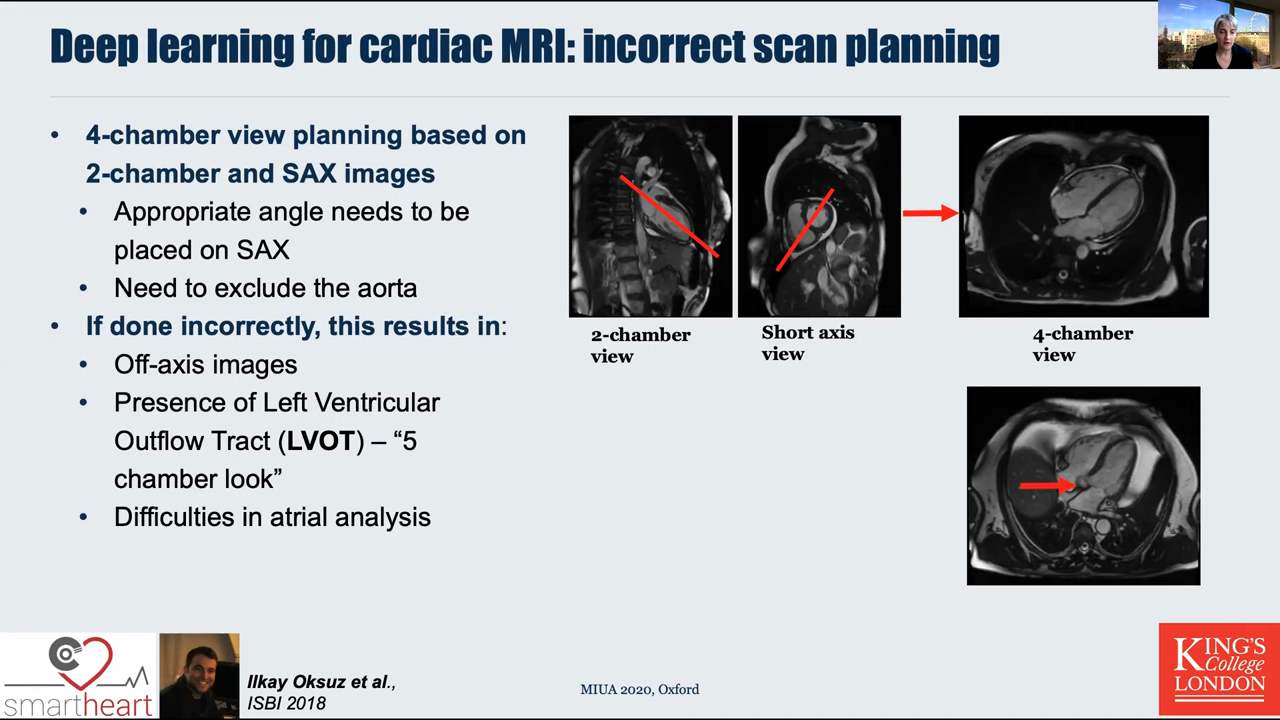 Deep learning for cardiac MRI: incorrect scan planning
• 4-chamber view planning based on
2-chamber and SAX images
• Appropriate angle needs to be
placed on SAX
• Need to exclude the aorta
• If done incorrectly, this results in:
• Off-axis images
• Presence of Left Ventricular
Outflow Tract (LVOT) – “5
chamber look”
• Difficulties in atrial analysis
2-chamber
view
Short axis
view
4-chamber
view
smartheart
Ilkay Oksuz et al.,
ISBI 2018
MIUA 2020, Oxford
KING'S
College
LONDON